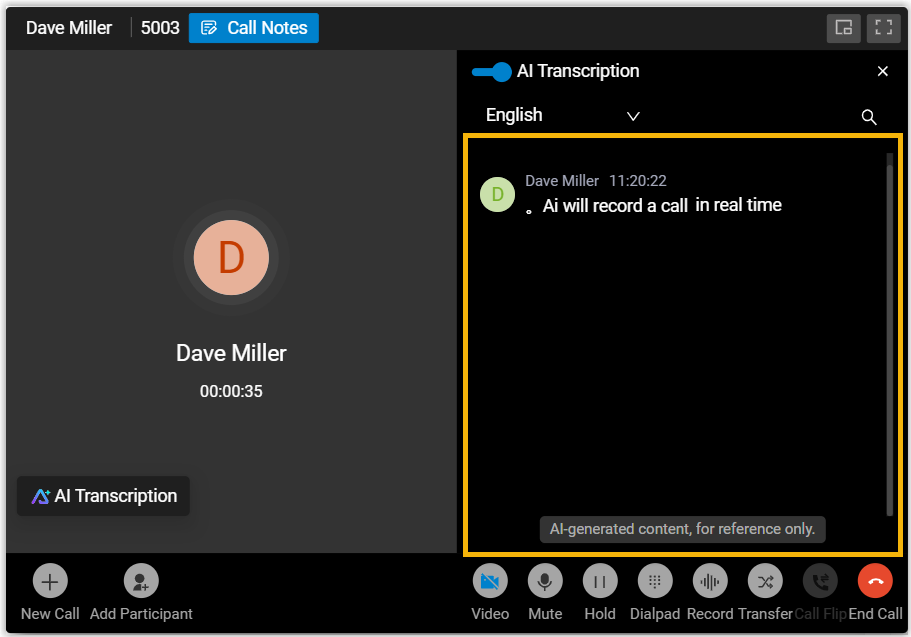 Dave Miller 5003 Call Notes
AI Transcription
English
D
Dave Miller 11:20:22
。 Ai will record a call in real time
D
Dave Miller
00:00:35
AI Transcription
AI-generated content, for reference only.
New Call Add Participant Video Mute Hold Dialpad Record Transfer Call Flip End Call